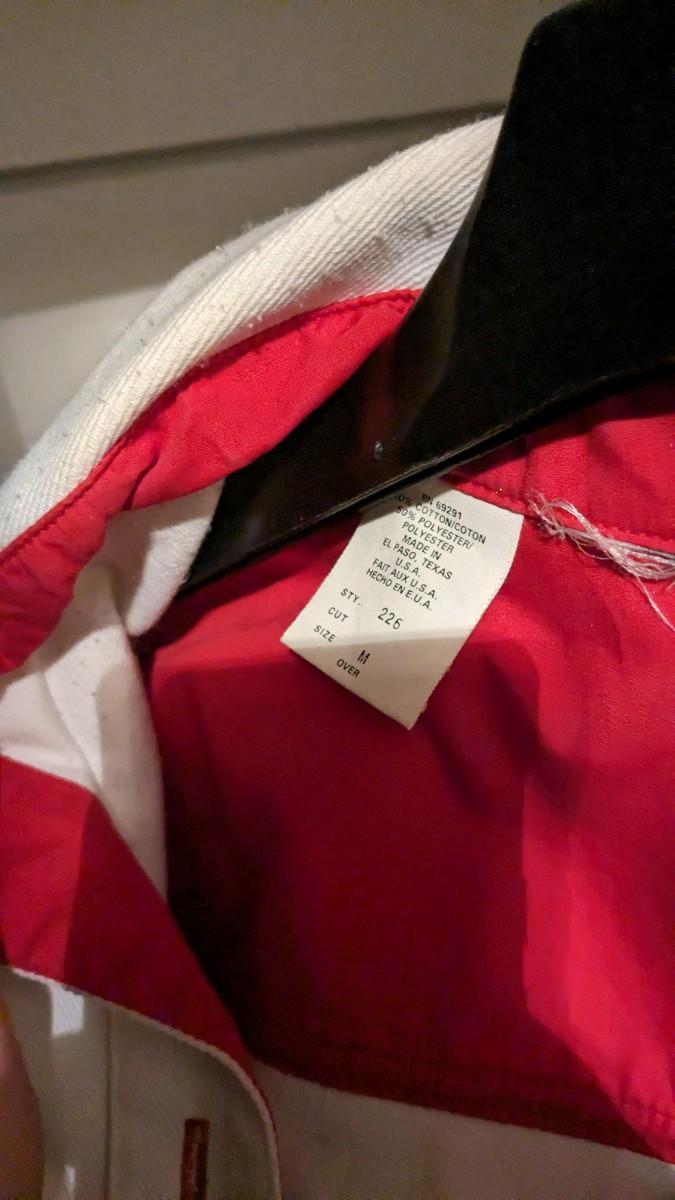 RN 69291
0% COTTON/COTON
50% POLYESTER/
POLYESTER
MADE IN
EL PASO, TEXAS
U.S.A.
FAIT AUX U.S.A.
HECHO EN E.U.A.
STY. 226
CUT
SIZE M
OVER